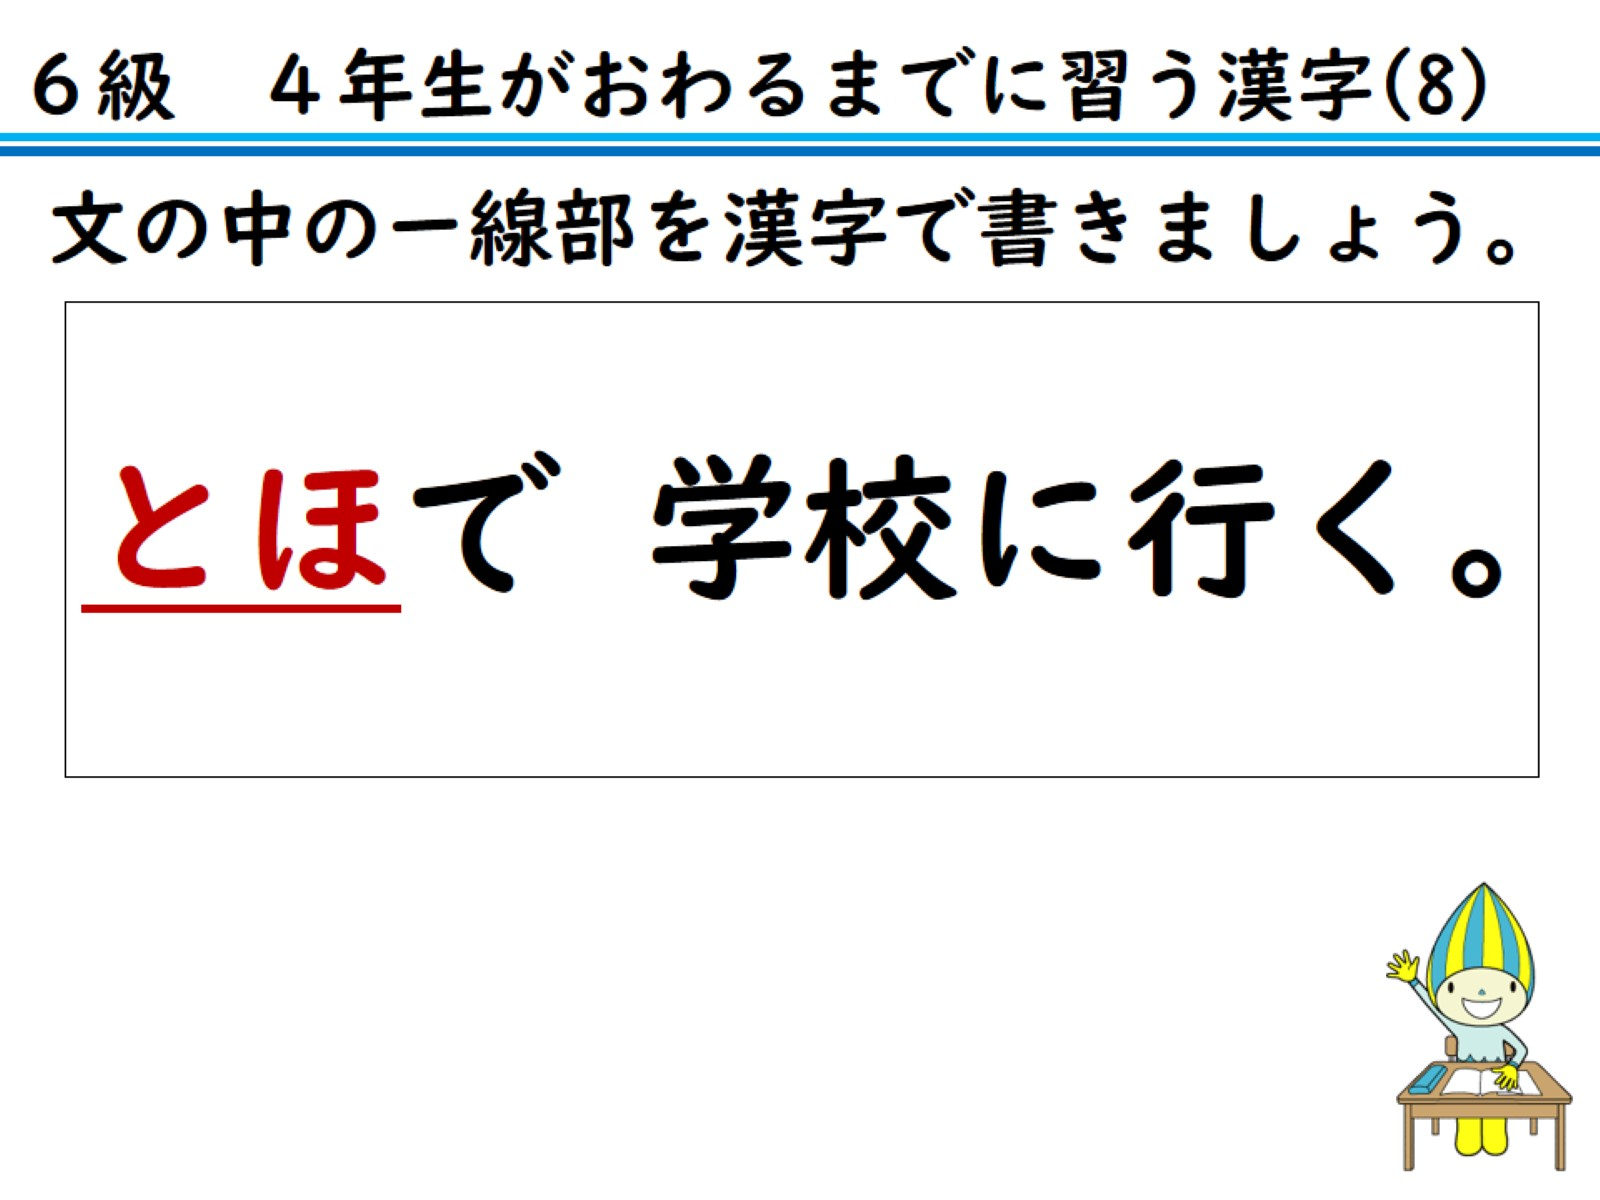 ６級　４年生がおわるまでに習う漢字(8)
文の中の―線部を漢字で書きましょう。
とほで 学校に行く。